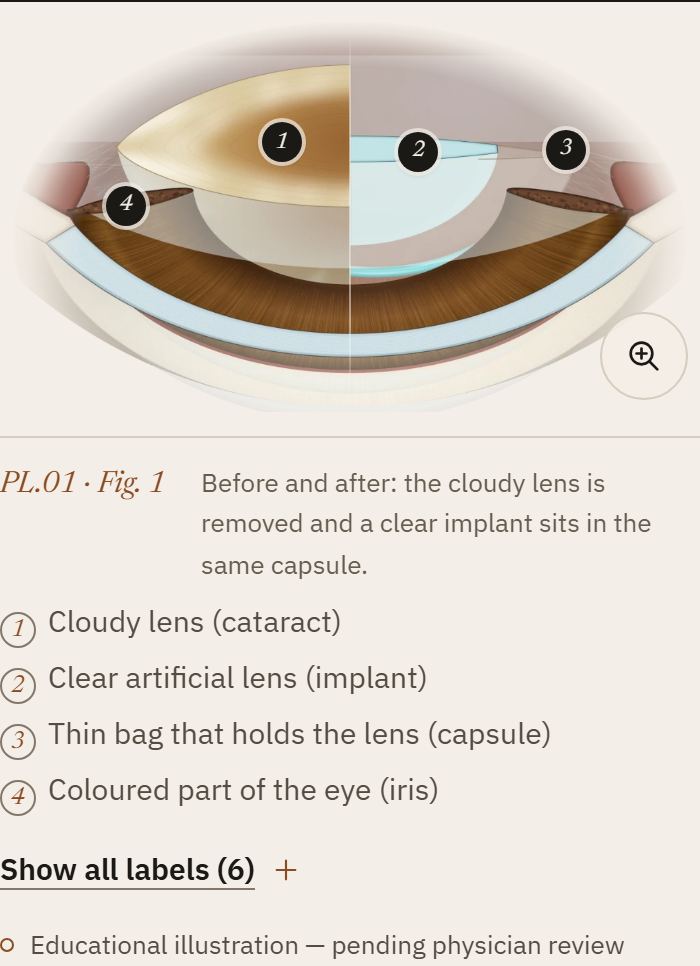 1
2
3
4
PL.01 · Fig. 1
Before and after: the cloudy lens is
removed and a clear implant sits in the
same capsule.
1 Cloudy lens (cataract)
2 Clear artificial lens (implant)
3 Thin bag that holds the lens (capsule)
4 Coloured part of the eye (iris)
Show all labels (6) +
Educational illustration — pending physician review